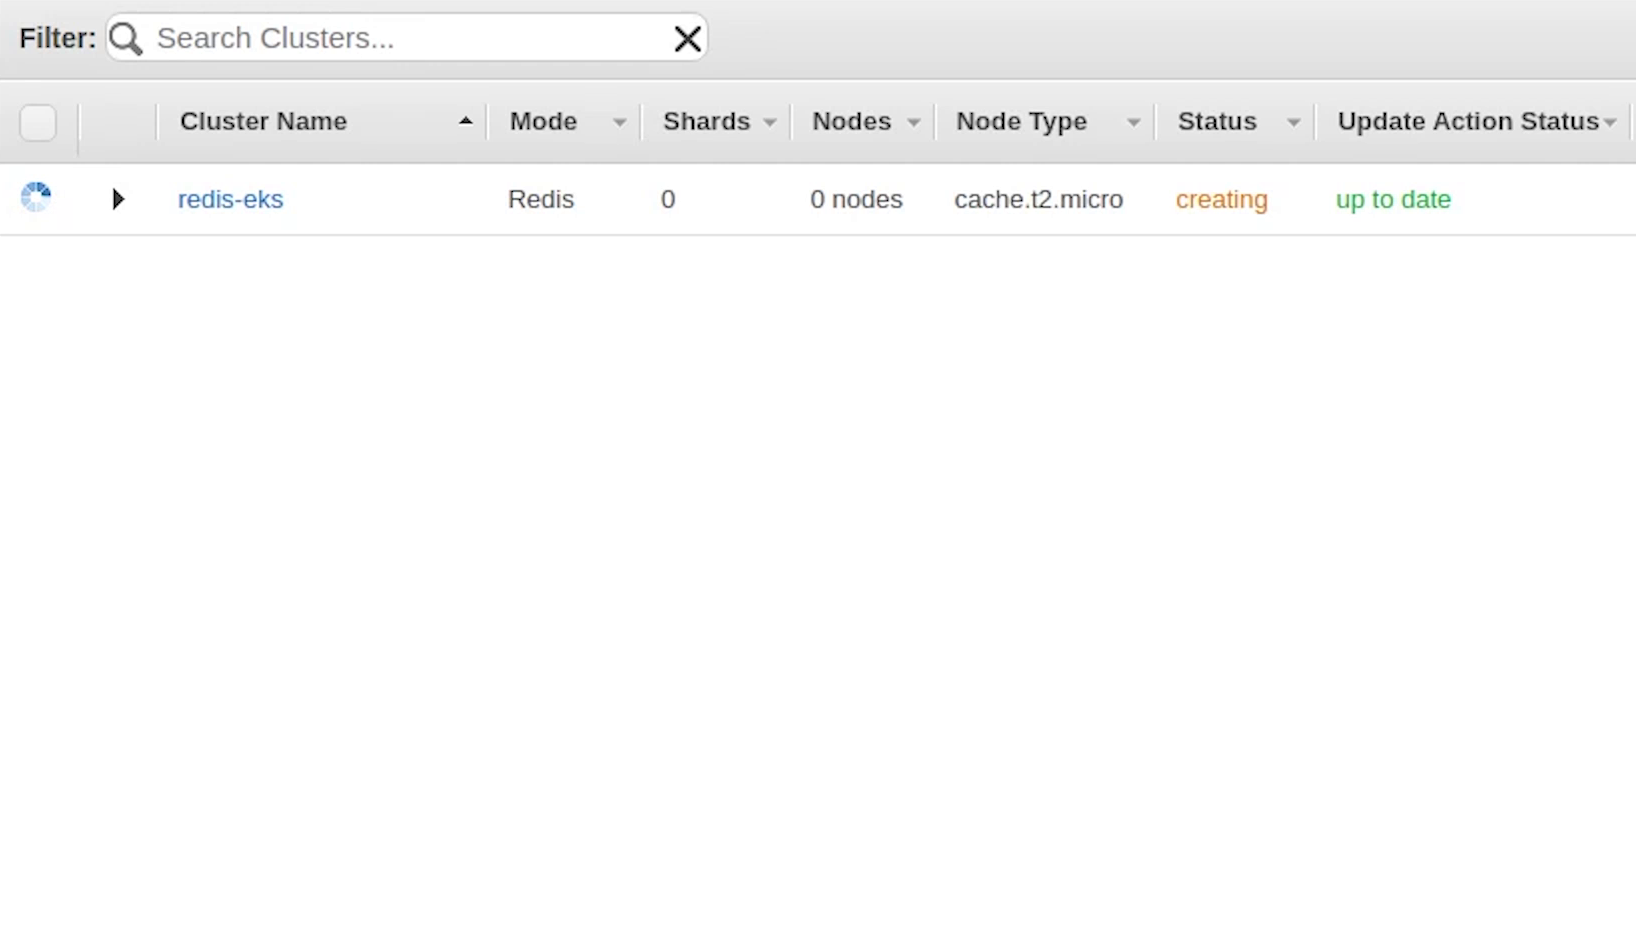 Filter: Search Clusters...
Cluster Name Mode Shards Nodes Node Type Status Update Action Status
redis-eks Redis 0 0 nodes cache.t2.micro creating up to date